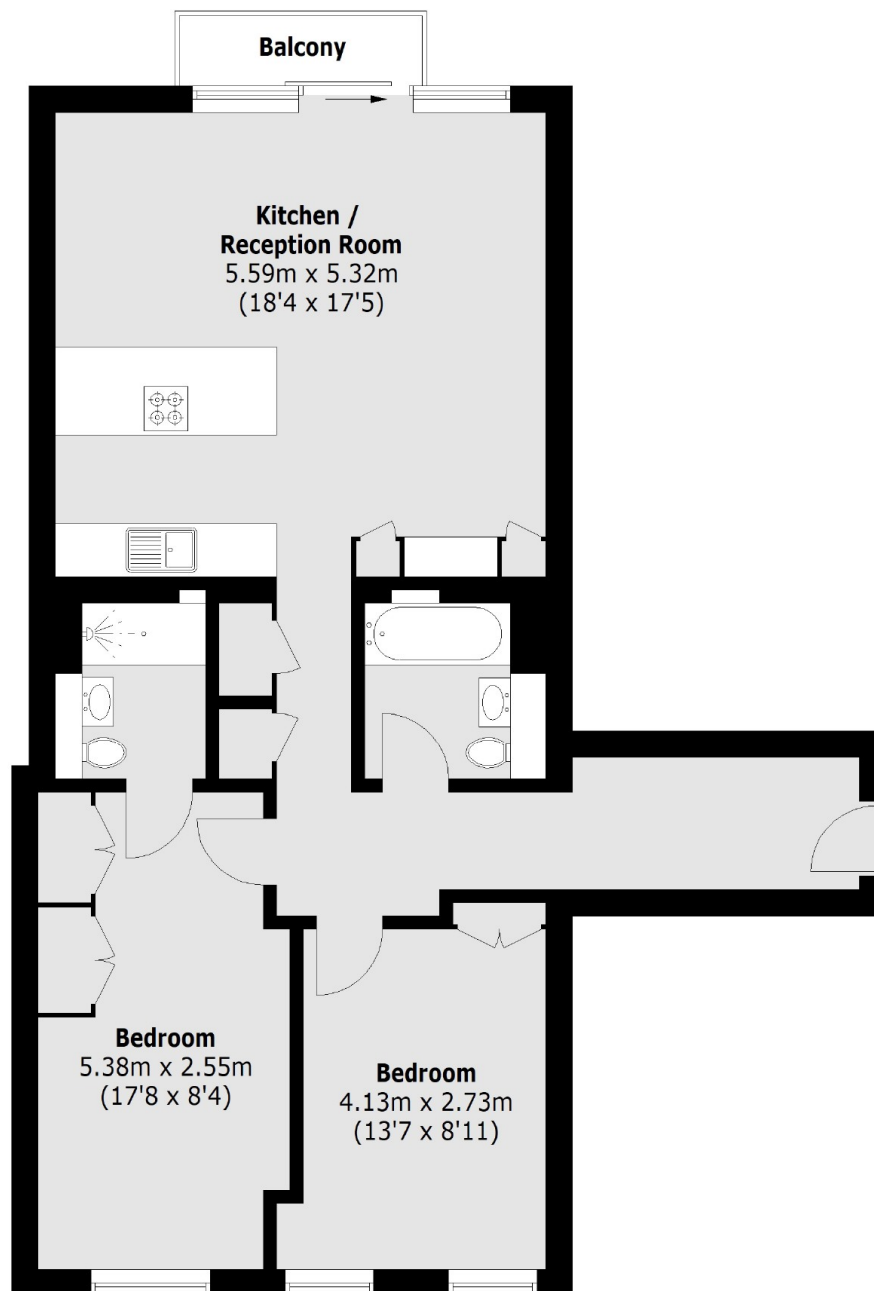 Balcony
Kitchen /
Reception Room
5.59m x 5.32m
(18'4 x 17'5)
Bedroom
5.38m x 2.55m
(17'8 x 8'4)
Bedroom
4.13m x 2.73m
(13'7 x 8'11)